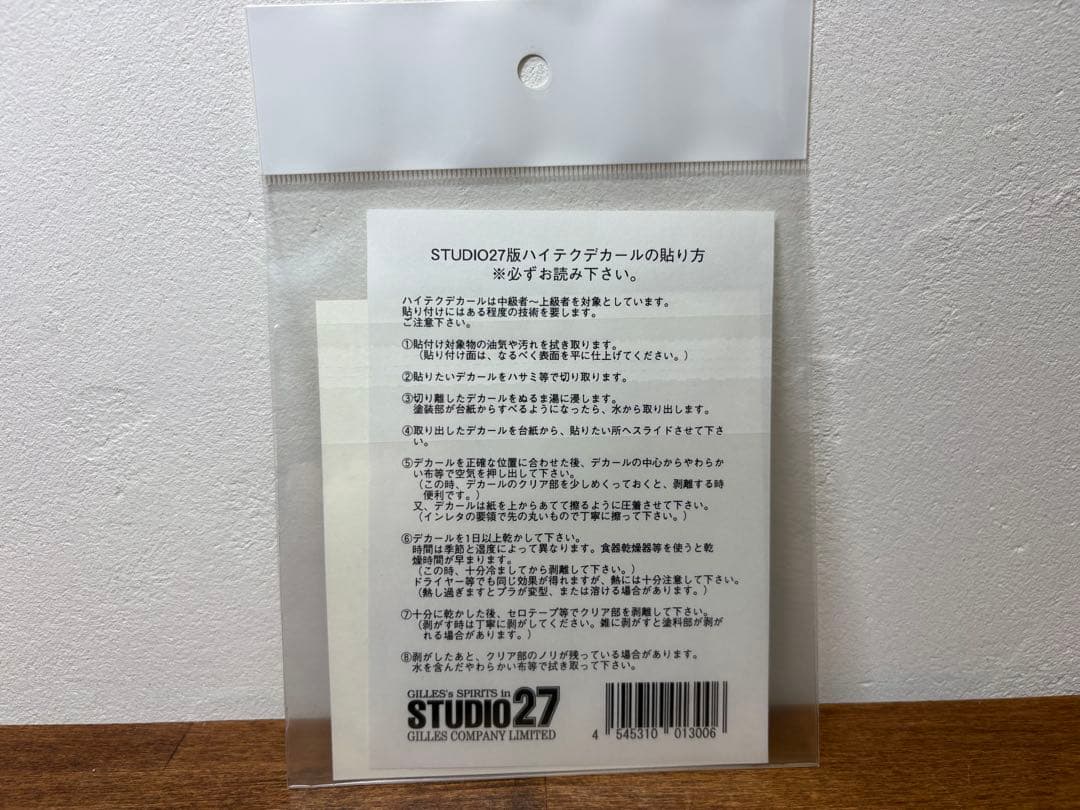 STUDIO27版ハイテクデカールの貼り方
※必ずお読み下さい。
ハイテクデカールは中級者～上級者を対象としています。
貼り付けにはある程度の技術を要します。
ご注意下さい。
①貼付け対象物の油気や汚れを拭き取ります。
（貼り付け面は、なるべく表面を平に仕上げてください。）
②貼りたいデカールをハサミ等で切り取ります。
③切り離したデカールをぬるま湯に浸します。
塗装部が台紙からすべるようになったら、水から取り出します。
④取り出したデカールを台紙から、貼りたい所へスライドさせて下さ
い。
⑤デカールを正確な位置に合わせた後、デカールの中心からやわらか
い布等で空気を押し出して下さい。
（この時、デカールのクリア部を少しめくっておくと、剥離する時
便利です。）
又、デカールは紙を上からあてて擦るように圧着させて下さい。
（インレタの要領で先の丸いもので丁寧に擦って下さい。）
⑥デカールを1日以上乾かして下さい。
時間は季節と湿度によって異なります。食器乾燥器等を使うと乾
燥時間が早まります。
（この時、十分冷ましてから剥離して下さい。）
ドライヤー等でも同じ効果が得れますが、熱には十分注意して下さい。
（熱し過ぎますとプラが変型、または溶ける場合があります。）
⑦十分に乾かした後、セロテープ等でクリア部を剥離して下さい。
（剥がす時は丁寧に剥がしてください。雑に剥がすと塗料部が剥が
れる場合があります。）
⑧剥がしたあと、クリア部のノリが残っている場合があります。
水を含んだやわらかい布等で拭き取って下さい。
GILLES's SPIRITS in
STUDIO27
GILLES COMPANY LIMITED
4 545310 013006